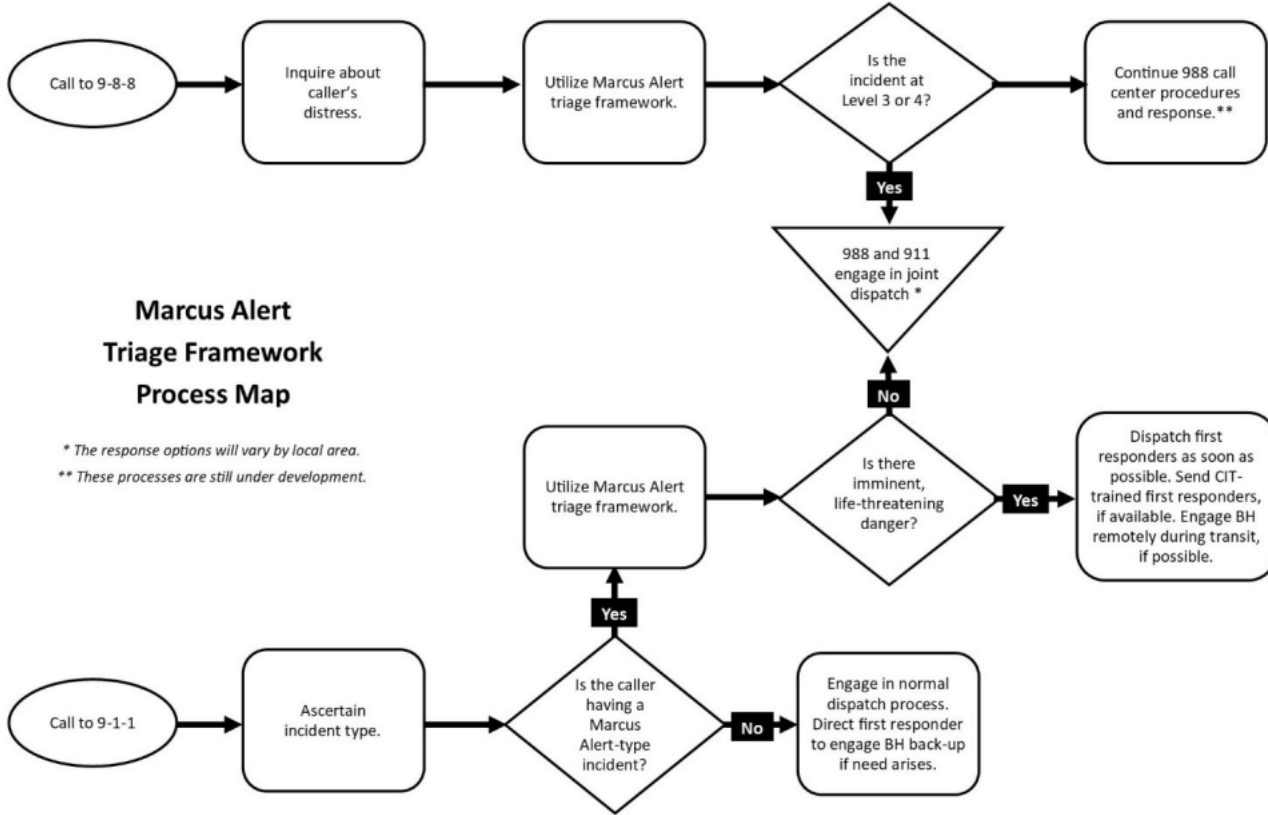 Call to 9-8-8
Inquire about
caller's
distress.
Utilize Marcus Alert
triage framework.
Is the
incident at
Level 3 or 4?
Continue 988 call
center procedures
and response.**
Yes
988 and 911
engage in joint
dispatch *
Marcus Alert
Triage Framework
Process Map
* The response options will vary by local area.
** These processes are still under development.
No
Utilize Marcus Alert
triage framework.
Is there
imminent,
life-threatening
danger?
Yes
Dispatch first
responders as soon as
possible. Send CIT-
trained first responders,
if available. Engage BH
remotely during transit,
if possible.
Yes
Call to 9-1-1
Ascertain
incident type.
Is the caller
having a
Marcus
Alert-type
incident?
No
Engage in normal
dispatch process.
Direct first responder
to engage BH back-up
if need arises.